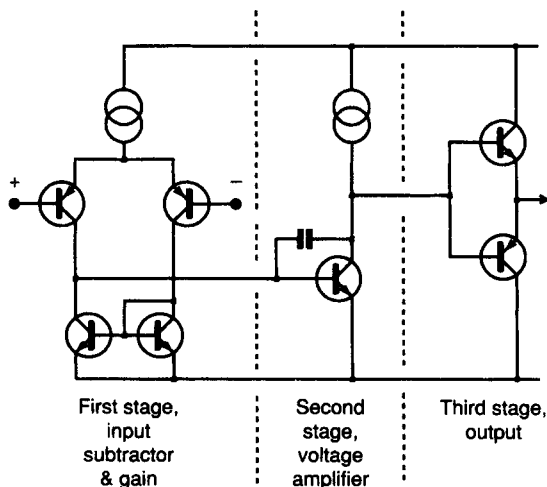 +
−
First stage,
input
subtractor
& gain
Second
stage,
voltage
amplifier
Third stage,
output